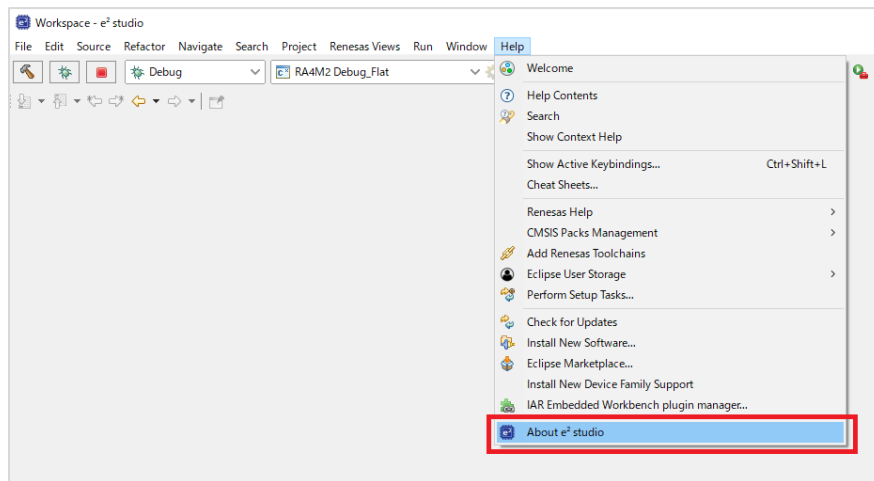 Workspace - e² studio
File Edit Source Refactor Navigate Search Project Renesas Views Run Window Help
Debug RA4M2 Debug_Flat
Welcome
Help Contents
Search
Show Context Help
Show Active Keybindings... Ctrl+Shift+L
Cheat Sheets...
Renesas Help
CMSIS Packs Management
Add Renesas Toolchains
Eclipse User Storage
Perform Setup Tasks...
Check for Updates
Install New Software...
Eclipse Marketplace...
Install New Device Family Support
IAR Embedded Workbench plugin manager...
About e² studio